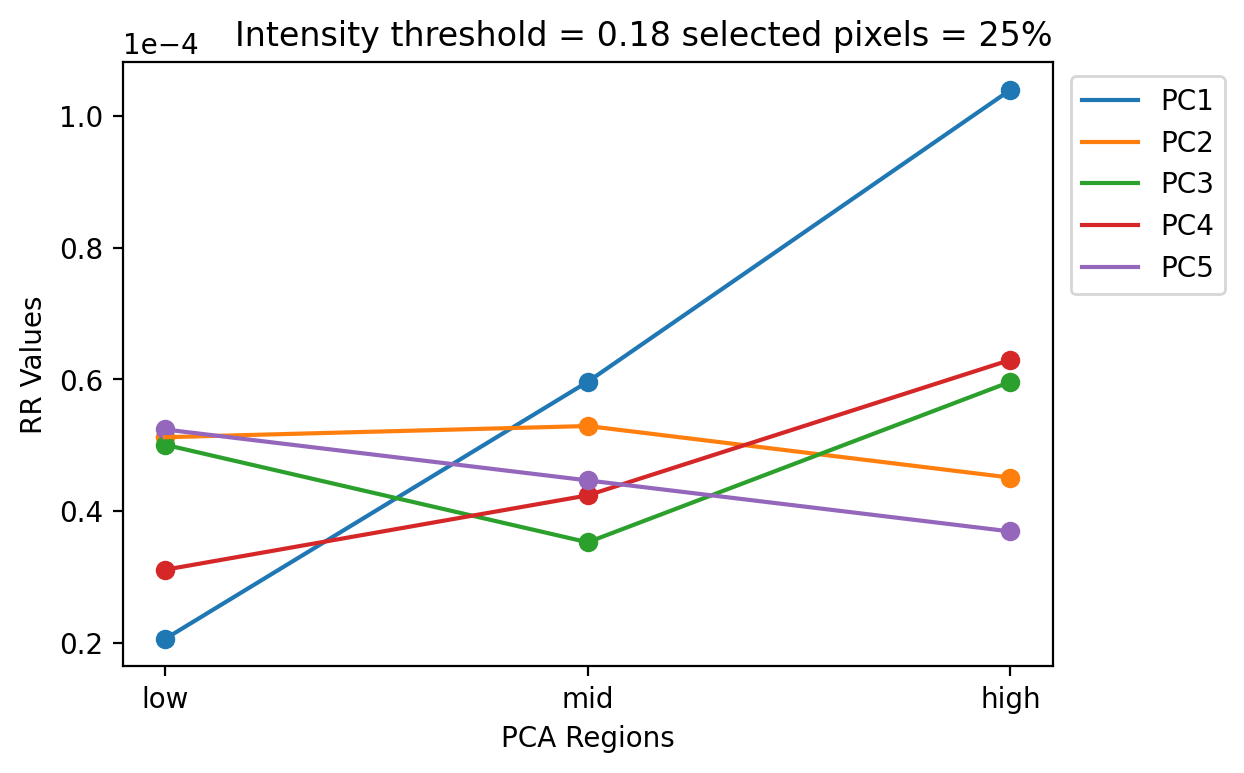 Intensity threshold = 0.18 selected pixels = 25%
1e−4
1.0
0.8
0.6
0.4
0.2
RR Values
low mid high
PCA Regions
PC1
PC2
PC3
PC4
PC5